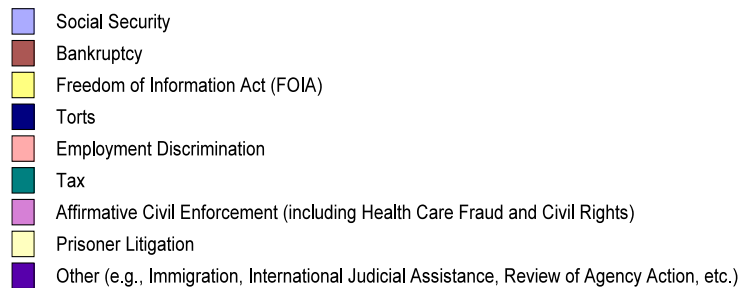 Social Security
Bankruptcy
Freedom of Information Act (FOIA)
Torts
Employment Discrimination
Tax
Affirmative Civil Enforcement (including Health Care Fraud and Civil Rights)
Prisoner Litigation
Other (e.g., Immigration, International Judicial Assistance, Review of Agency Action, etc.)